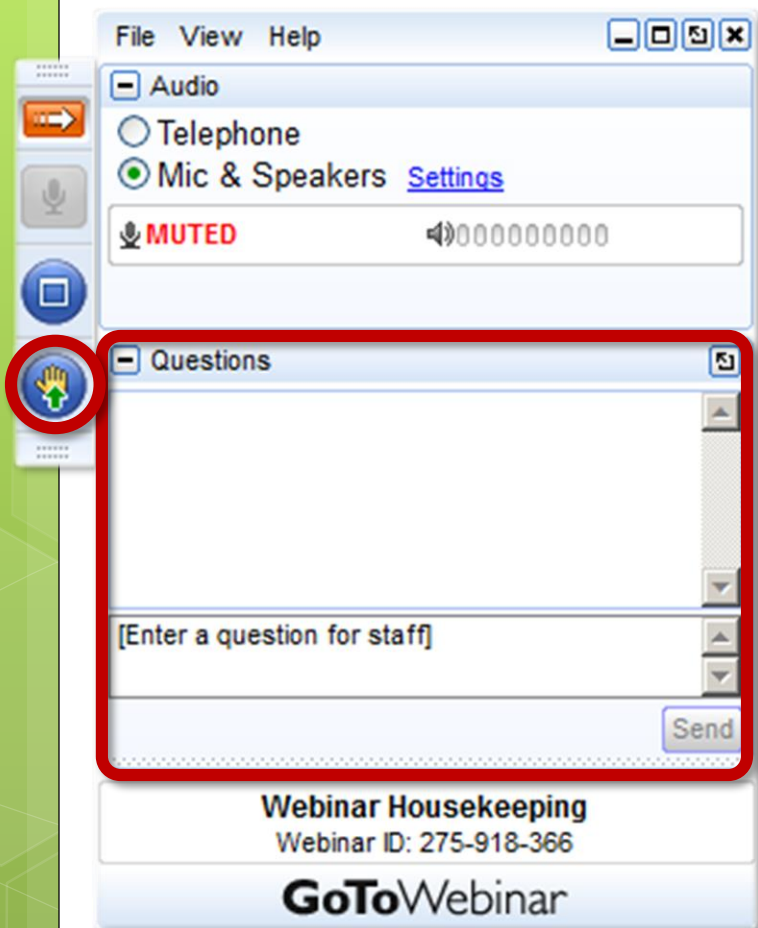 File View Help
Audio
Telephone
Mic & Speakers Settings
MUTED 000000000
Questions
[Enter a question for staff]
Send
Webinar Housekeeping
Webinar ID: 275-918-366
GoToWebinar